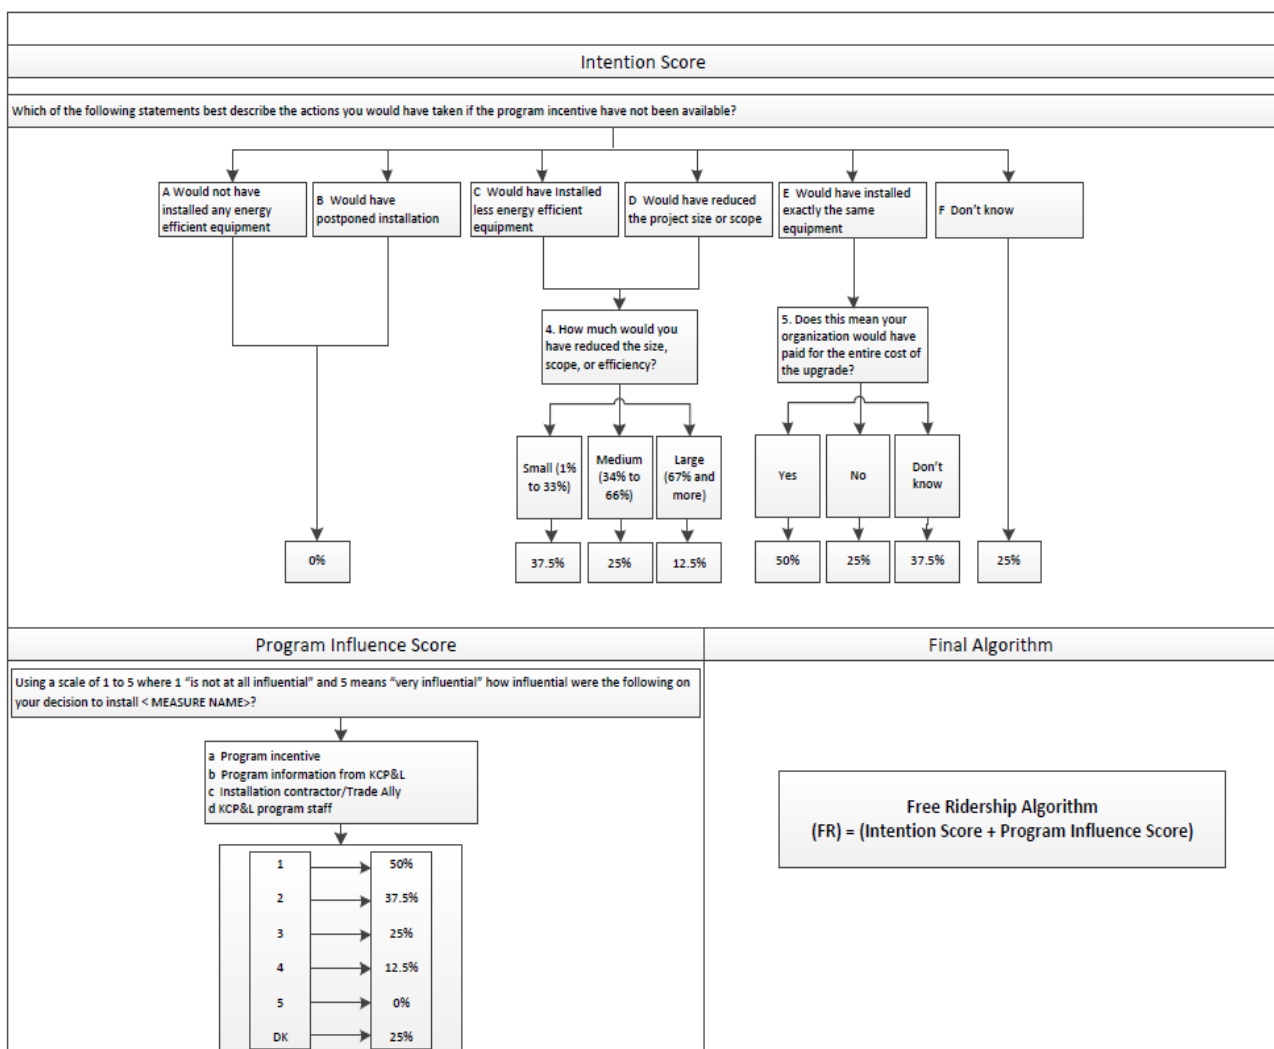 Intention Score
Which of the following statements best describe the actions you would have taken if the program incentive have not been available?
A Would not have
installed any energy
efficient equipment
B Would have
postponed installation
C Would have Installed
less energy efficient
equipment
D Would have reduced
the project size or scope
E Would have installed
exactly the same
equipment
F Don't know
4. How much would you
have reduced the size,
scope, or efficiency?
5. Does this mean your
organization would have
paid for the entire cost of
the upgrade?
Small (1%
to 33%)
Medium
(34% to
66%)
Large
(67% and
more)
Yes
No
Don't
know
0%
37.5%
25%
12.5%
50%
25%
37.5%
25%
Program Influence Score
Using a scale of 1 to 5 where 1 "is not at all influential" and 5 means "very influential" how influential were the following on
your decision to install < MEASURE NAME>?
a Program incentive
b Program information from KCP&L
c Installation contractor/Trade Ally
d KCP&L program staff
1 50%
2 37.5%
3 25%
4 12.5%
5 0%
DK 25%
Final Algorithm
Free Ridership Algorithm
(FR) = (Intention Score + Program Influence Score)